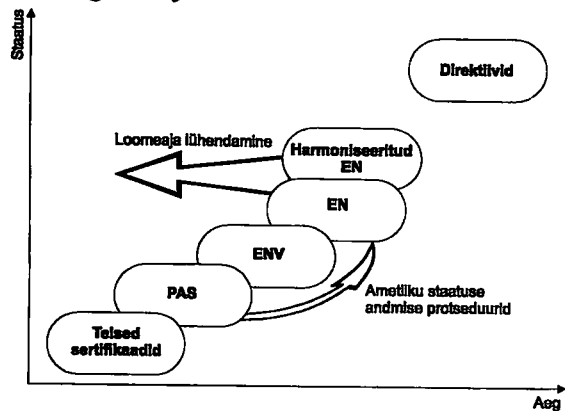 Staatus
Direktiivid
Loomeaja lühendamine
Harmoniseeritud
EN
EN
ENV
PAS
Ametliku staatuse
andmise protseduurid
Teised
sertifikaadid
Aeg